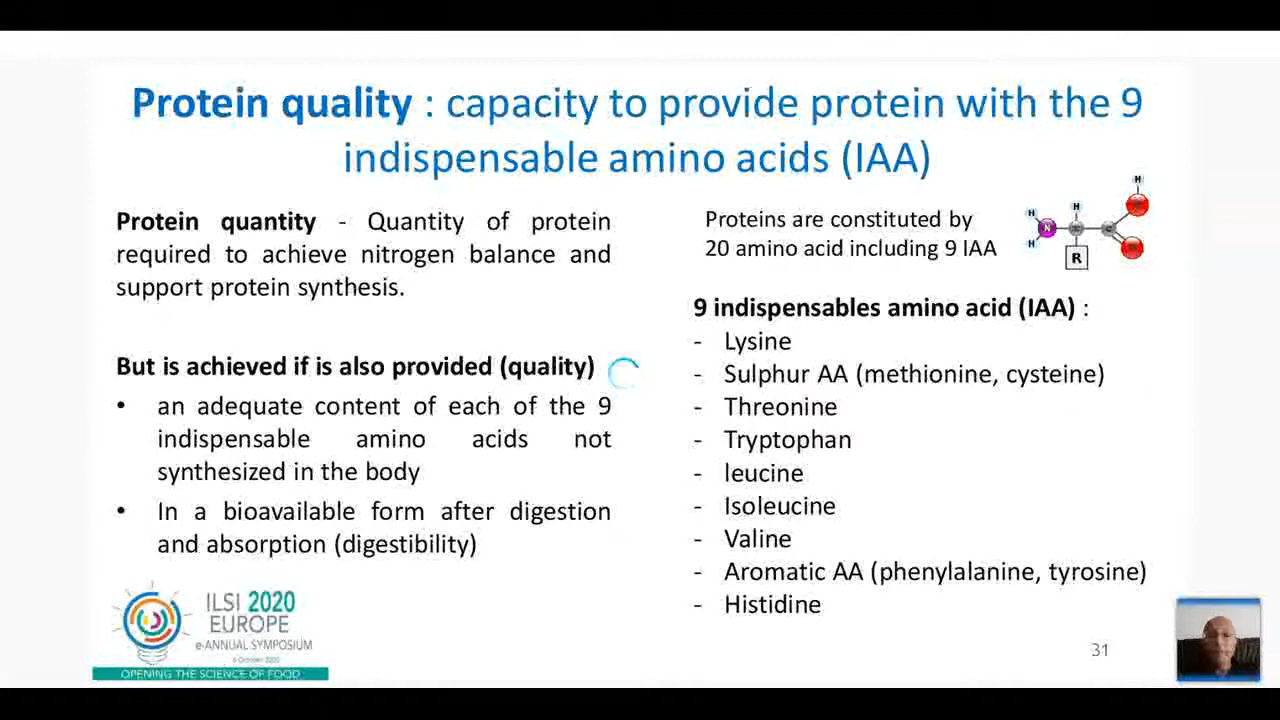 Protein quality : capacity to provide protein with the 9
indispensable amino acids (IAA)
Protein quantity - Quantity of protein
required to achieve nitrogen balance and
support protein synthesis.
But is achieved if is also provided (quality)
• an adequate content of each of the 9
indispensable amino acids not
synthesized in the body
• In a bioavailable form after digestion
and absorption (digestibility)
Proteins are constituted by
20 amino acid including 9 IAA
H
H
H
N
H
R
9 indispensables amino acid (IAA) :
- Lysine
- Sulphur AA (methionine, cysteine)
- Threonine
- Tryptophan
- leucine
- Isoleucine
- Valine
- Aromatic AA (phenylalanine, tyrosine)
- Histidine
ILSI 2020
EUROPE
e-ANNUAL SYMPOSIUM
6 October 2020
OPENING THE SCIENCE OF FOOD
31